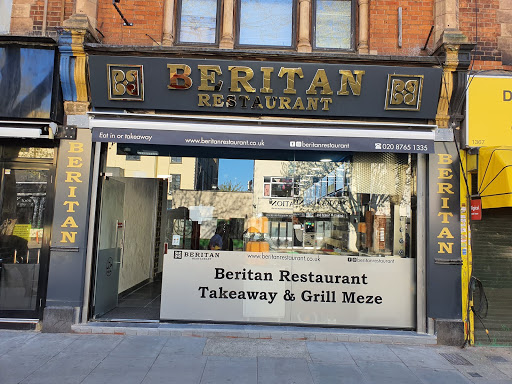 BERITAN
RESTAURANT
Eat in or takeaway
www.beritanrestaurant.co.uk
beritanrestaurant
020 8765 1335
BERITAN
BERITAN
BERITAN
RESTAURANT
www.beritanrestaurant.co.uk
beritanrestaurant
Beritan Restaurant
Takeaway & Grill Meze
D